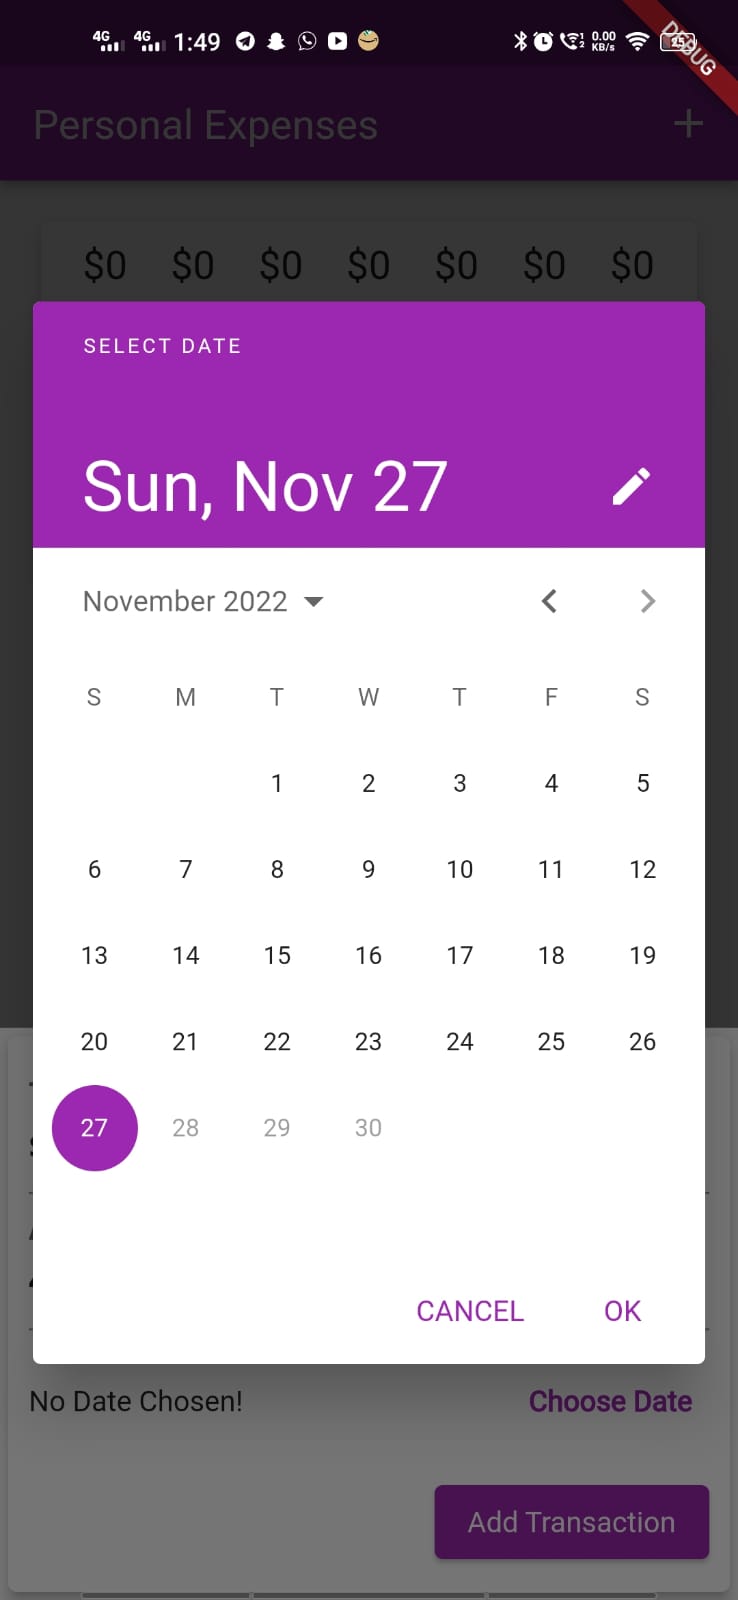 4G 4G 1:49 2 0.00 KB/s 25
DEBUG
Personal Expenses
$0 $0 $0 $0 $0 $0 $0
SELECT DATE
Sun, Nov 27
November 2022
S M T W T F S
1 2 3 4 5
6 7 8 9 10 11 12
13 14 15 16 17 18 19
20 21 22 23 24 25 26
27 28 29 30
CANCEL OK
No Date Chosen! Choose Date
Add Transaction